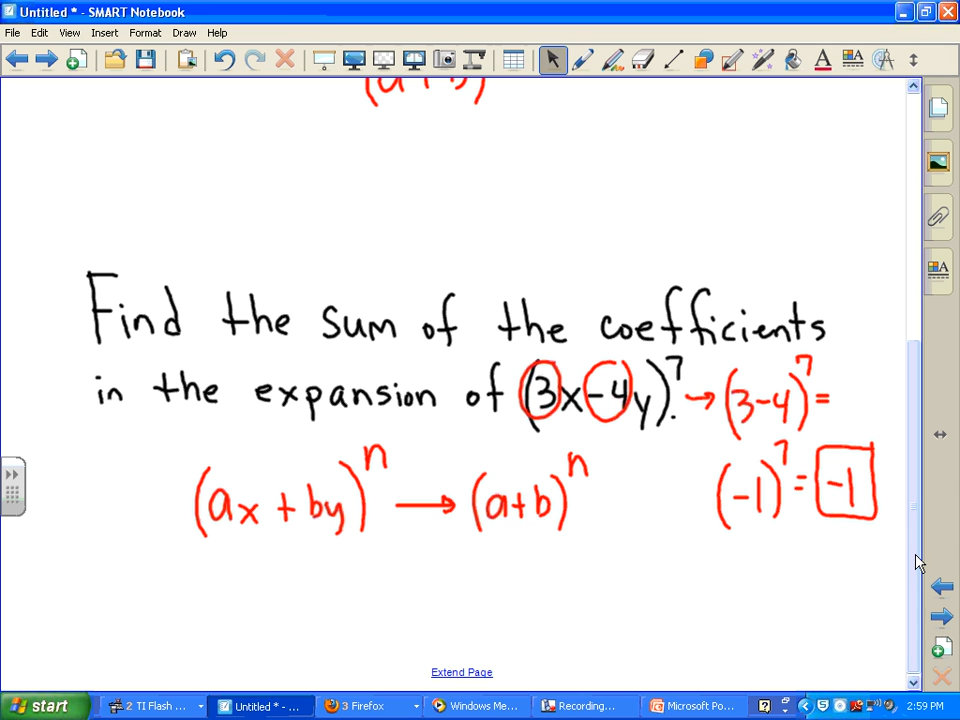 Untitled * - SMART Notebook
File Edit View Insert Format Draw Help
(a+b)
Find the sum of the coefficients
in the expansion of (3x-4y)^7. → (3-4)^7 =
(ax + by)^n → (a+b)^n (-1)^7 = -1
Extend Page
start 2 TI Flash ... Untitled * - ... 3 Firefox Windows Me... Recording... Microsoft Po... 2:59 PM